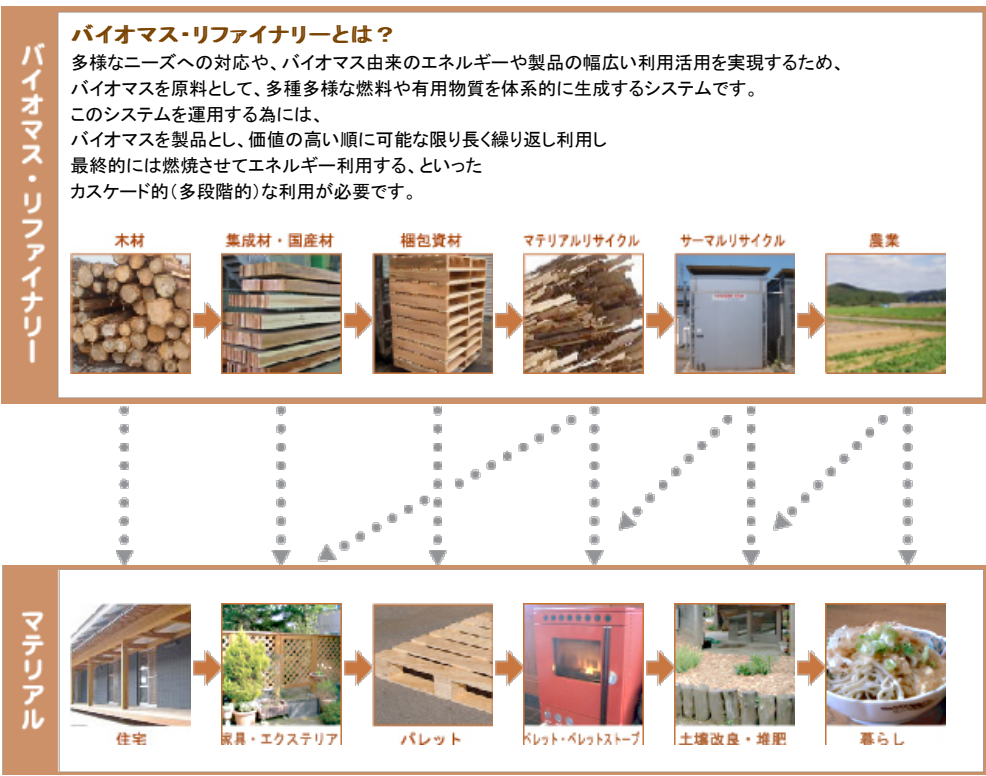 バイオマス・リファイナリー
バイオマス・リファイナリーとは？
多様なニーズへの対応や、バイオマス由来のエネルギーや製品の幅広い利用活用を実現するため、
バイオマスを原料として、多種多様な燃料や有用物質を体系的に生成するシステムです。
このシステムを運用する為には、
バイオマスを製品とし、価値の高い順に可能な限り長く繰り返し利用し
最終的には燃焼させてエネルギー利用する、といった
カスケード的（多段階的）な利用が必要です。
木材
集成材・国産材
梱包資材
マテリアルリサイクル
サーマルリサイクル
農業
マテリアル
住宅
家具・エクステリア
パレット
ペレット・ペレットストーブ
土壌改良・堆肥
暮らし